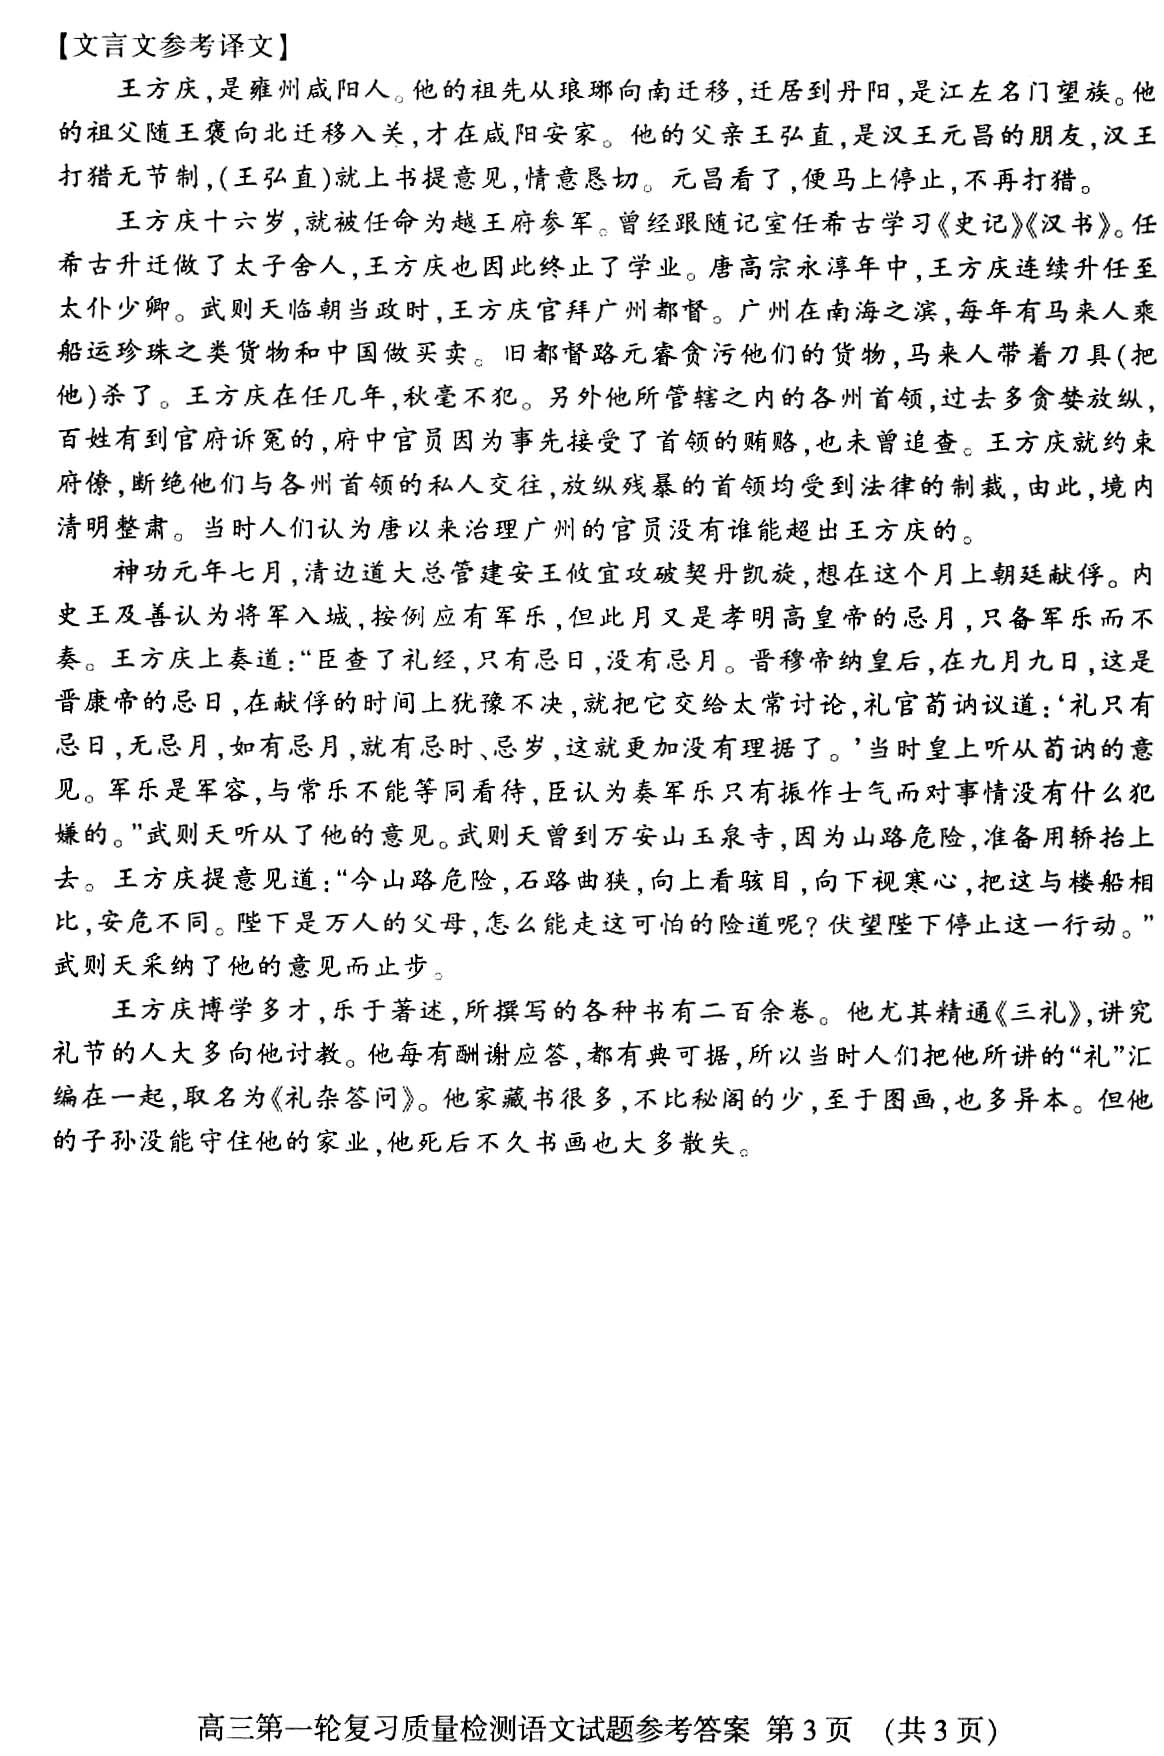 【文言文参考译文】
王方庆,是雍州咸阳人。他的祖先从琅琊向南迁移,迁居到丹阳,是江左名门望族。他
的祖父随王褒向北迁移入关,才在咸阳安家。他的父亲王弘直,是汉王元昌的朋友,汉王
打猎无节制,(王弘直)就上书提意见,情意恳切。元昌看了,便马上停止,不再打猎。
王方庆十六岁,就被任命为越王府参军。曾经跟随记室任希古学习《史记》《汉书》。任
希古升迁做了太子舍人,王方庆也因此终止了学业。唐高宗永淳年中,王方庆连续升任至
太仆少卿。武则天临朝当政时,王方庆官拜广州都督。广州在南海之滨,每年有马来人乘
船运珍珠之类货物和中国做买卖。旧都督路元睿贪污他们的货物,马来人带着刀具(把
他)杀了。王方庆在任几年,秋毫不犯。另外他所管辖之内的各州首领,过去多贪婪放纵,
百姓有到官府诉冤的,府中官员因为事先接受了首领的贿赂,也未曾追查。王方庆就约束
府僚,断绝他们与各州首领的私人交往,放纵残暴的首领均受到法律的制裁,由此,境内
清明整肃。当时人们认为唐以来治理广州的官员没有谁能超出王方庆的。
神功元年七月,清边道大总管建安王攸宜攻破契丹凯旋,想在这个月上朝廷献俘。内
史王及善认为将军入城,按例应有军乐,但此月又是孝明高皇帝的忌月,只备军乐而不
奏。王方庆上奏道:“臣查了礼经,只有忌日,没有忌月。晋穆帝纳皇后,在九月九日,这是
晋康帝的忌日,在献俘的时间上犹豫不决,就把它交给太常讨论,礼官荀讷议道:‘礼只有
忌日,无忌月,如有忌月,就有忌时、忌岁,这就更加没有理据了。’当时皇上听从荀讷的意
见。军乐是军容,与常乐不能等同看待,臣认为奏军乐只有振作士气而对事情没有什么犯
嫌的。”武则天听从了他的意见。武则天曾到万安山玉泉寺,因为山路危险,准备用轿抬上
去。王方庆提意见道:“今山路危险,石路曲狭,向上看骇目,向下视寒心,把这与楼船相
比,安危不同。陛下是万人的父母,怎么能走这可怕的险道呢?伏望陛下停止这一行动。”
武则天采纳了他的意见而止步。
王方庆博学多才,乐于著述,所撰写的各种书有二百余卷。他尤其精通《三礼》,讲究
礼节的人大多向他讨教。他每有酬谢应答,都有典可据,所以当时人们把他所讲的“礼”汇
编在一起,取名为《礼杂答问》。他家藏书很多,不比秘阁的少,至于图画,也多异本。但他
的子孙没能守住他的家业,他死后不久书画也大多散失。
高三第一轮复习质量检测语文试题参考答案 第3页 (共3页)